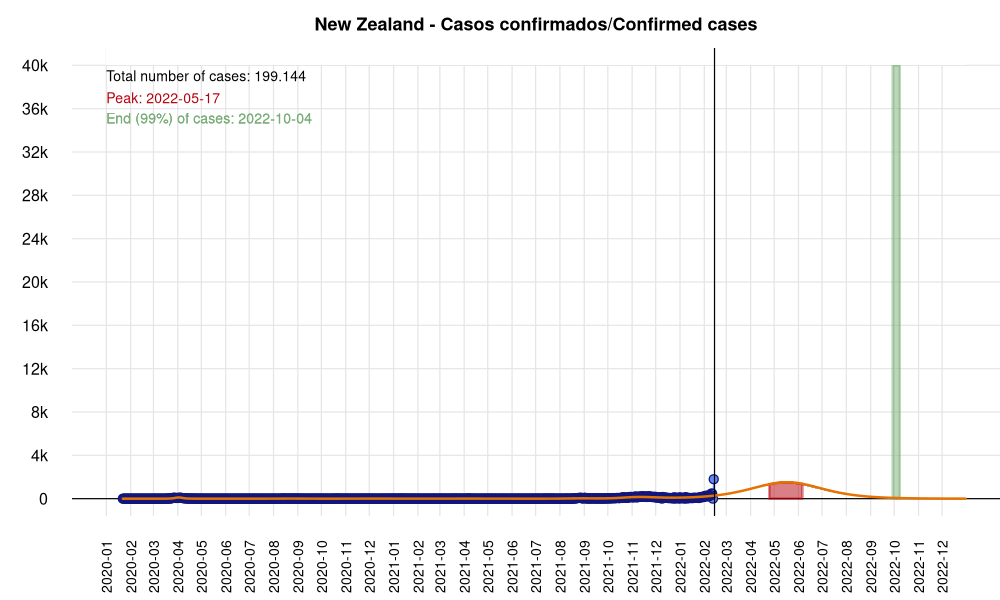 New Zealand - Casos confirmados/Confirmed cases
Total number of cases: 199.144
Peak: 2022-05-17
End (99%) of cases: 2022-10-04
40k
36k
32k
28k
24k
20k
16k
12k
8k
4k
0
2020-01
2020-02
2020-03
2020-04
2020-05
2020-06
2020-07
2020-08
2020-09
2020-10
2020-11
2020-12
2021-01
2021-02
2021-03
2021-04
2021-05
2021-06
2021-07
2021-08
2021-09
2021-10
2021-11
2021-12
2022-01
2022-02
2022-03
2022-04
2022-05
2022-06
2022-07
2022-08
2022-09
2022-10
2022-11
2022-12